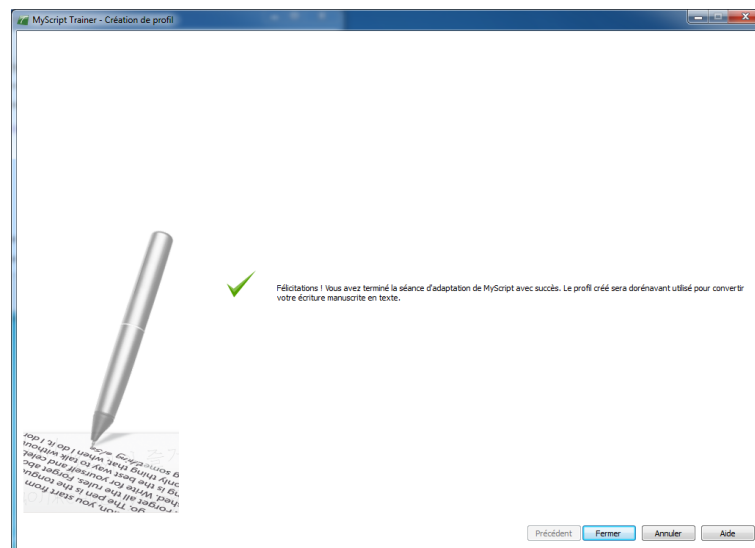 MyScript Trainer - Création de profil
Félicitations ! Vous avez terminé la séance d'adaptation de MyScript avec succès. Le profil créé sera dorénavant utilisé pour convertir
votre écriture manuscrite en texte.
Précédent Fermer Annuler Aide